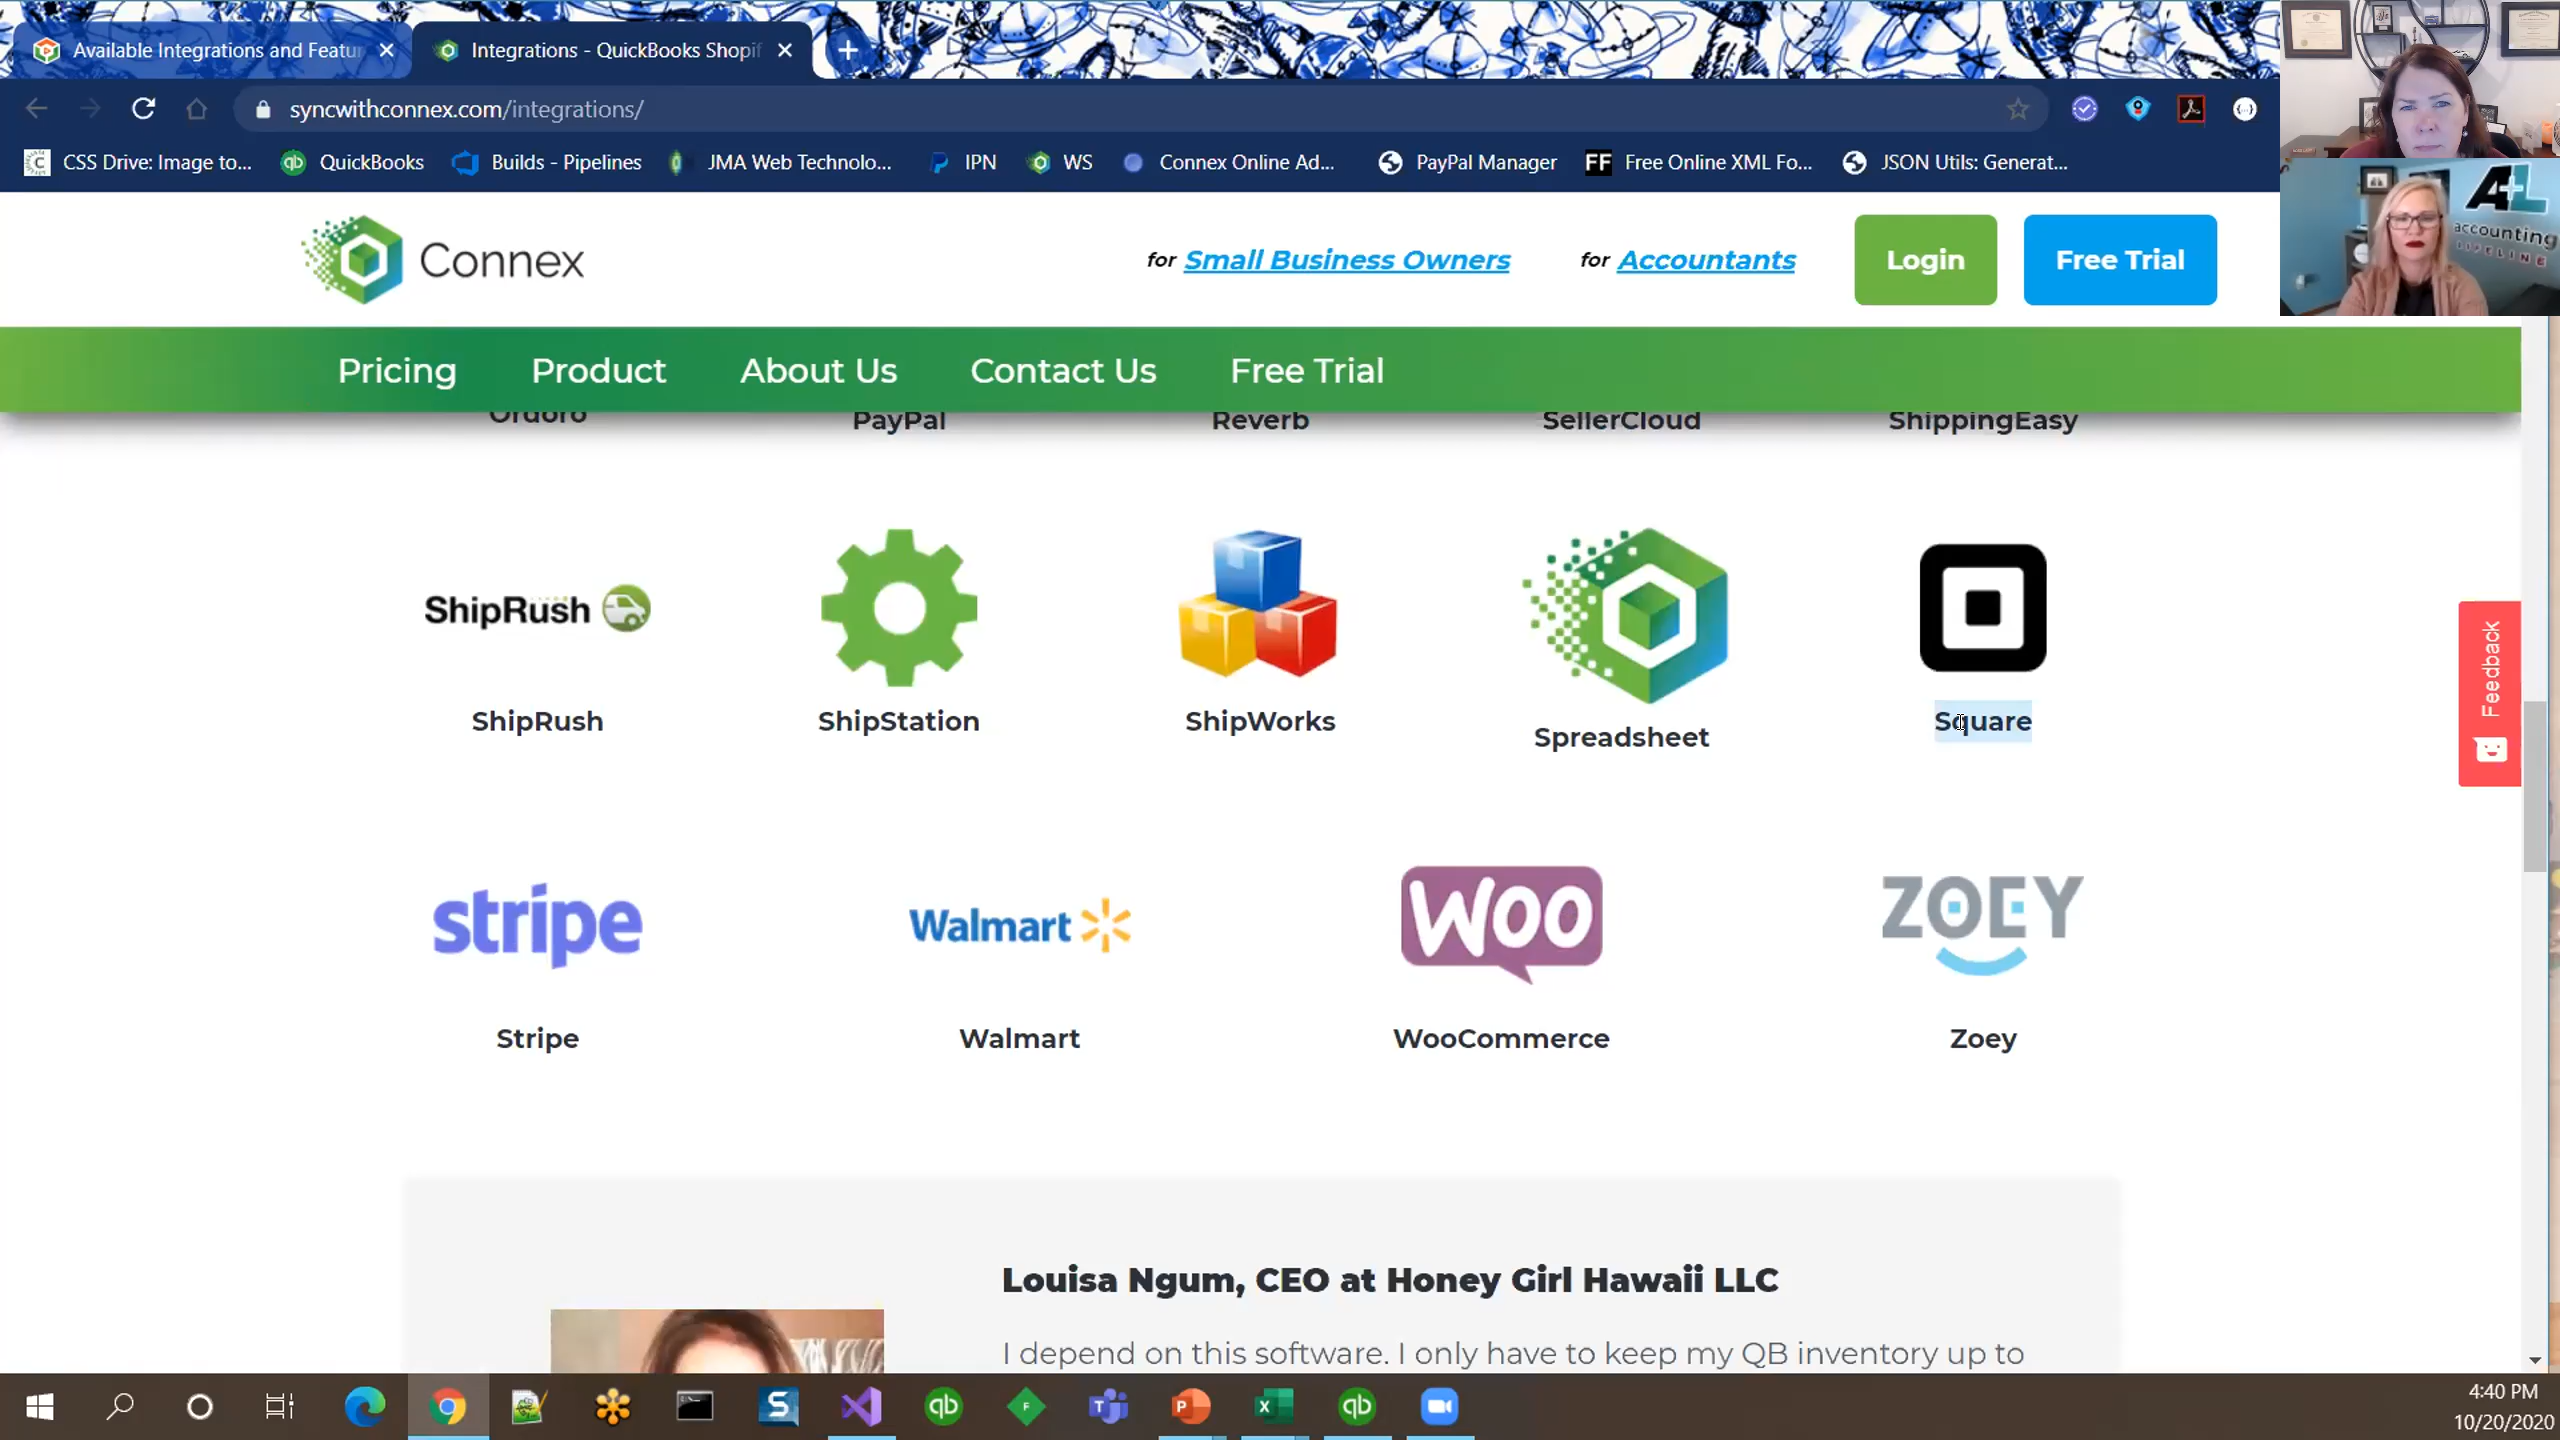 Available Integrations and Featur
Integrations - QuickBooks Shopif
syncwithconnex.com/integrations/
CSS Drive: Image to...
QuickBooks
Builds - Pipelines
JMA Web Technolo...
IPN
WS
Connex Online Ad...
PayPal Manager
FF Free Online XML Fo...
JSON Utils: Generat...
A+L
accounting
LIFELINE
Connex
for Small Business Owners
for Accountants
Login
Free Trial
Pricing
Product
About Us
Contact Us
Free Trial
Ordoro
PayPal
Reverb
SellerCloud
ShippingEasy
ShipRush
ShipRush
ShipStation
ShipWorks
Spreadsheet
Square
Feedback
stripe
Walmart
WOO
ZOEY
Stripe
Walmart
WooCommerce
Zoey
Louisa Ngum, CEO at Honey Girl Hawaii LLC
I depend on this software. I only have to keep my QB inventory up to
4:40 PM
10/20/2020